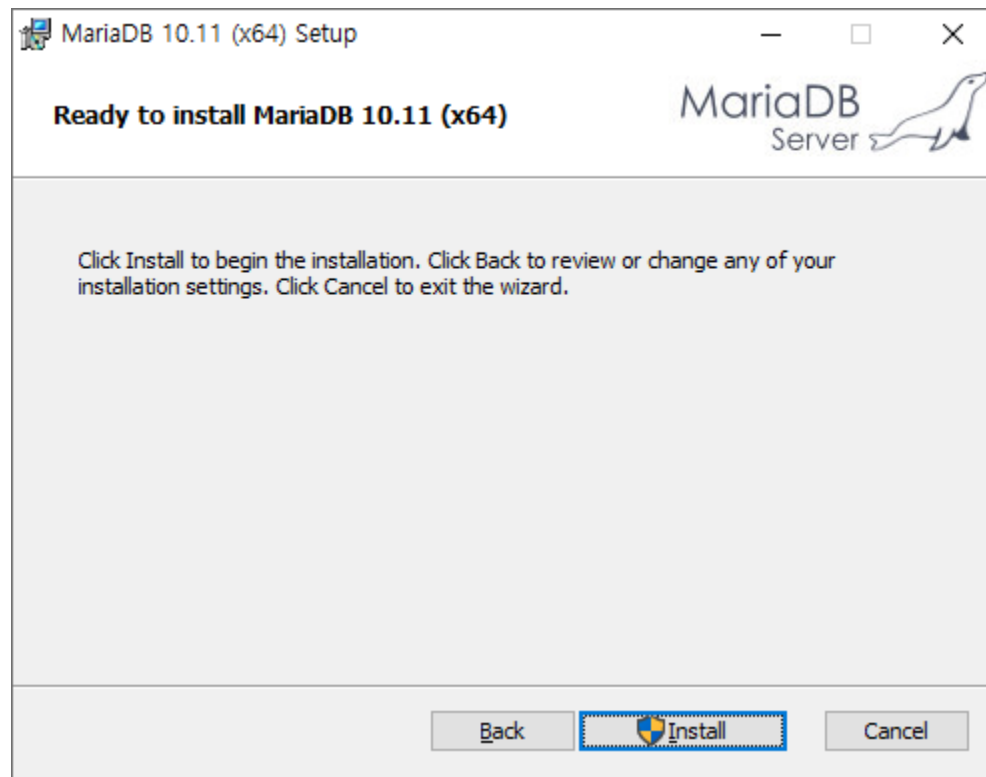 MariaDB 10.11 (x64) Setup
Ready to install MariaDB 10.11 (x64)
MariaDB
Server
Click Install to begin the installation. Click Back to review or change any of your
installation settings. Click Cancel to exit the wizard.
Back
Install
Cancel